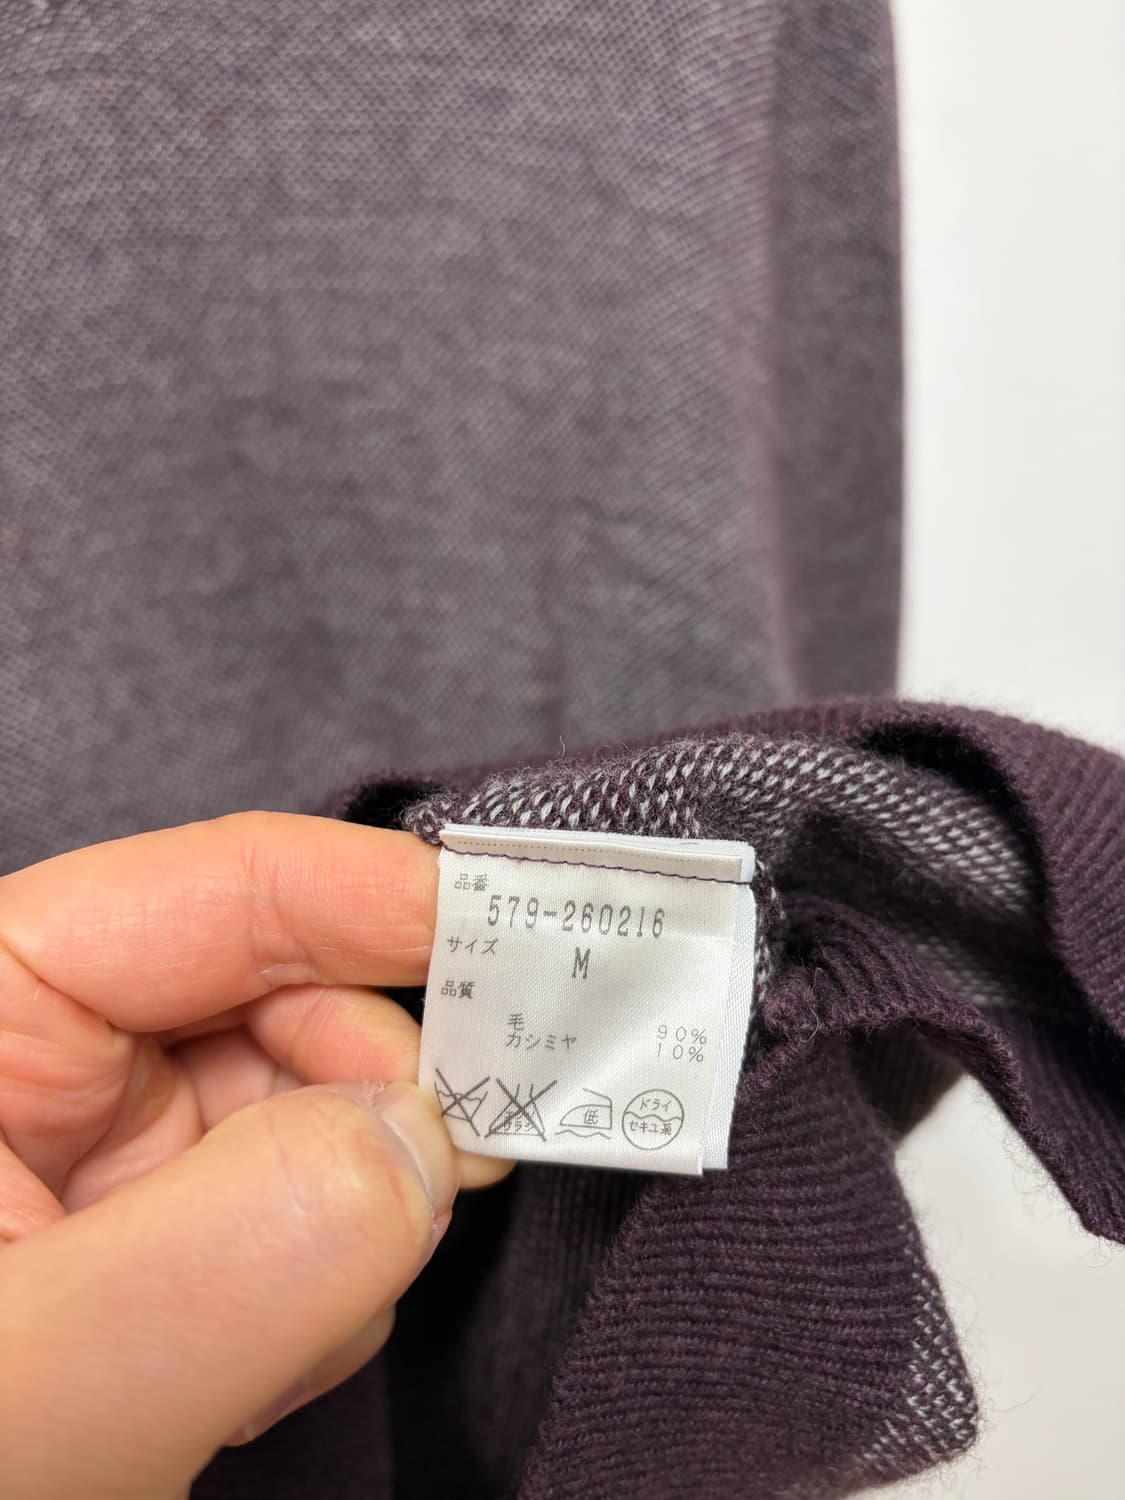 品番
579-260216
サイズ
M
品質
毛 90%
カシミヤ 10%
低
ドライ
セキユ系